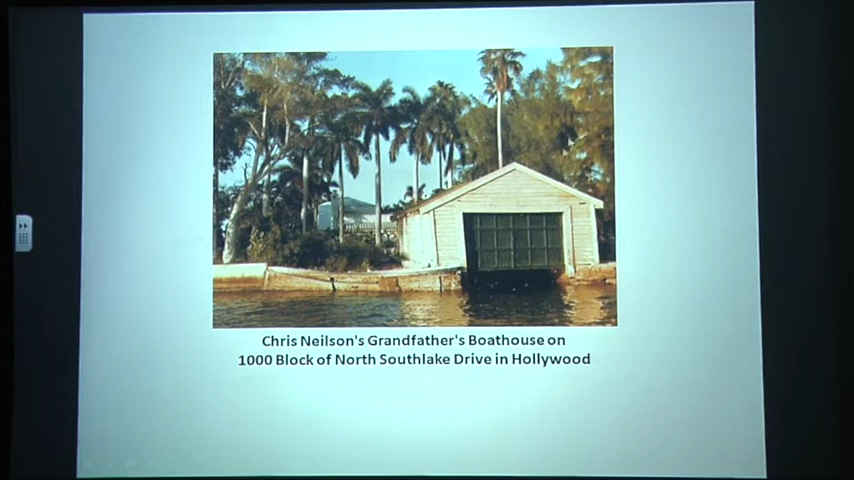 Chris Neilson's Grandfather's Boathouse on
1000 Block of North Southlake Drive in Hollywood